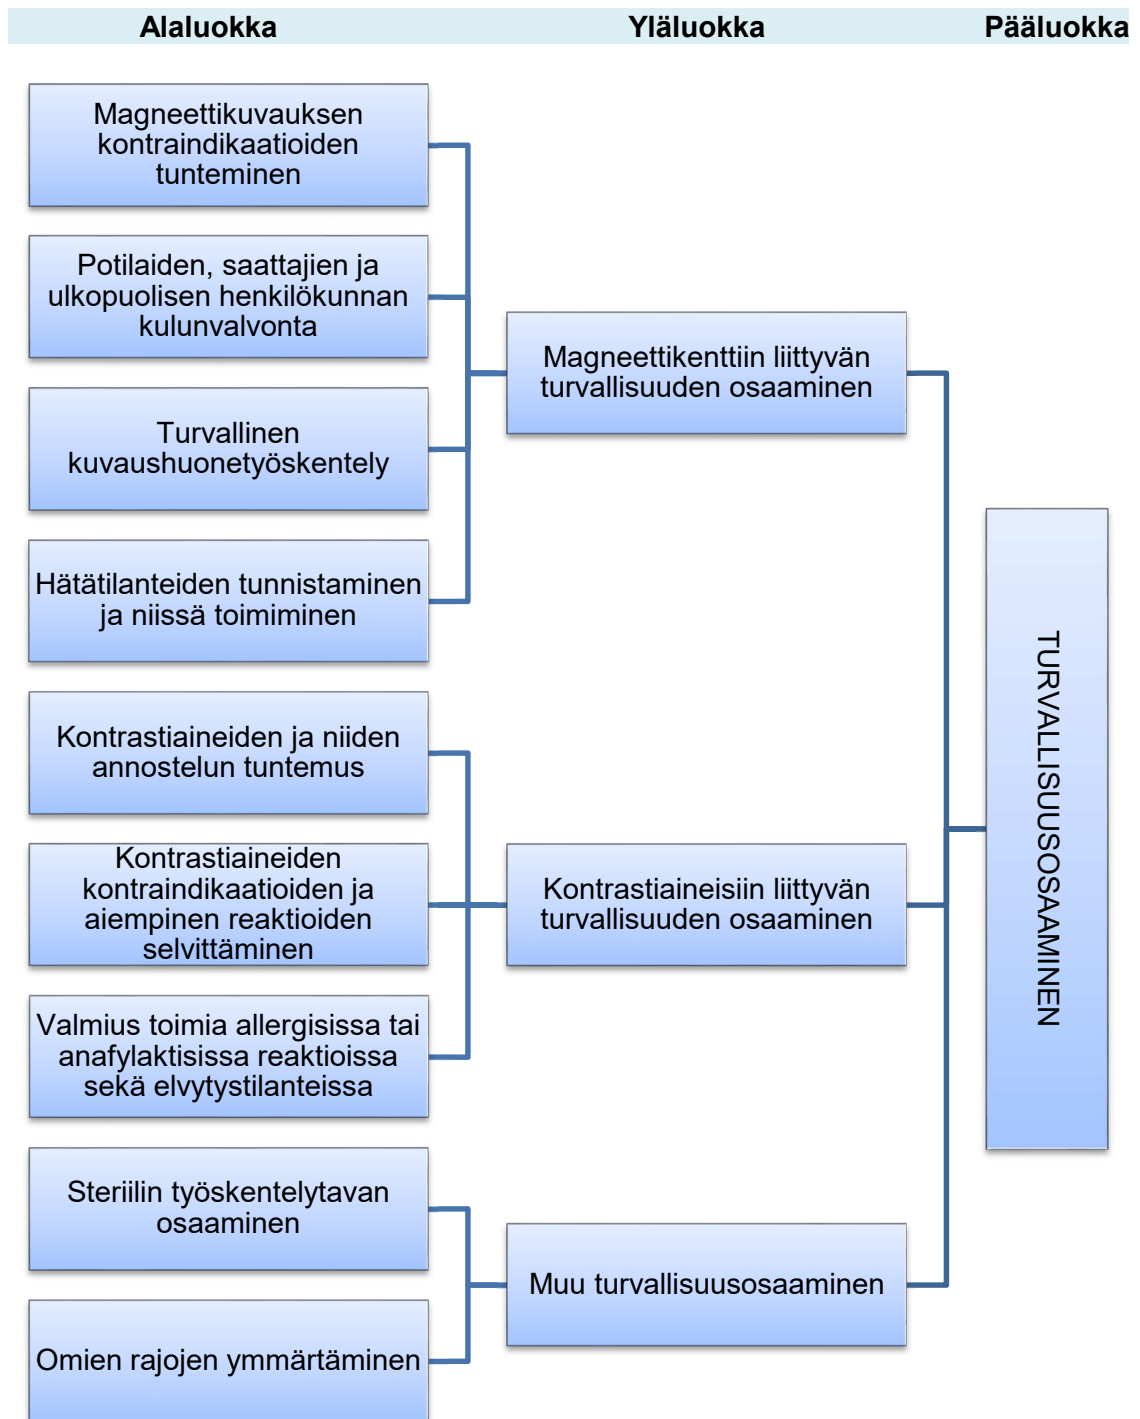 Alaluokka Yläluokka Pääluokka
Magneettikuvauksen
kontraindikaatioiden
tunteminen
Potilaiden, saattajien ja
ulkopuolisen henkilökunnan
kulunvalvonta
Turvallinen
kuvaushuonetyöskentely
Hätätilanteiden tunnistaminen
ja niissä toimiminen
Magneettikenttiin liittyvän
turvallisuuden osaaminen
Kontrastiaineiden ja niiden
annostelun tuntemus
Kontrastiaineiden
kontraindikaatioiden ja
aiempinen reaktioiden
selvittäminen
Valmius toimia allergisissa tai
anafylaktisissa reaktioissa
sekä elvytystilanteissa
Kontrastiaineisiin liittyvän
turvallisuuden osaaminen
Steriilin työskentelytavan
osaaminen
Omien rajojen ymmärtäminen
Muu turvallisuusosaaminen
TURVALLISUUSOSAAMINEN